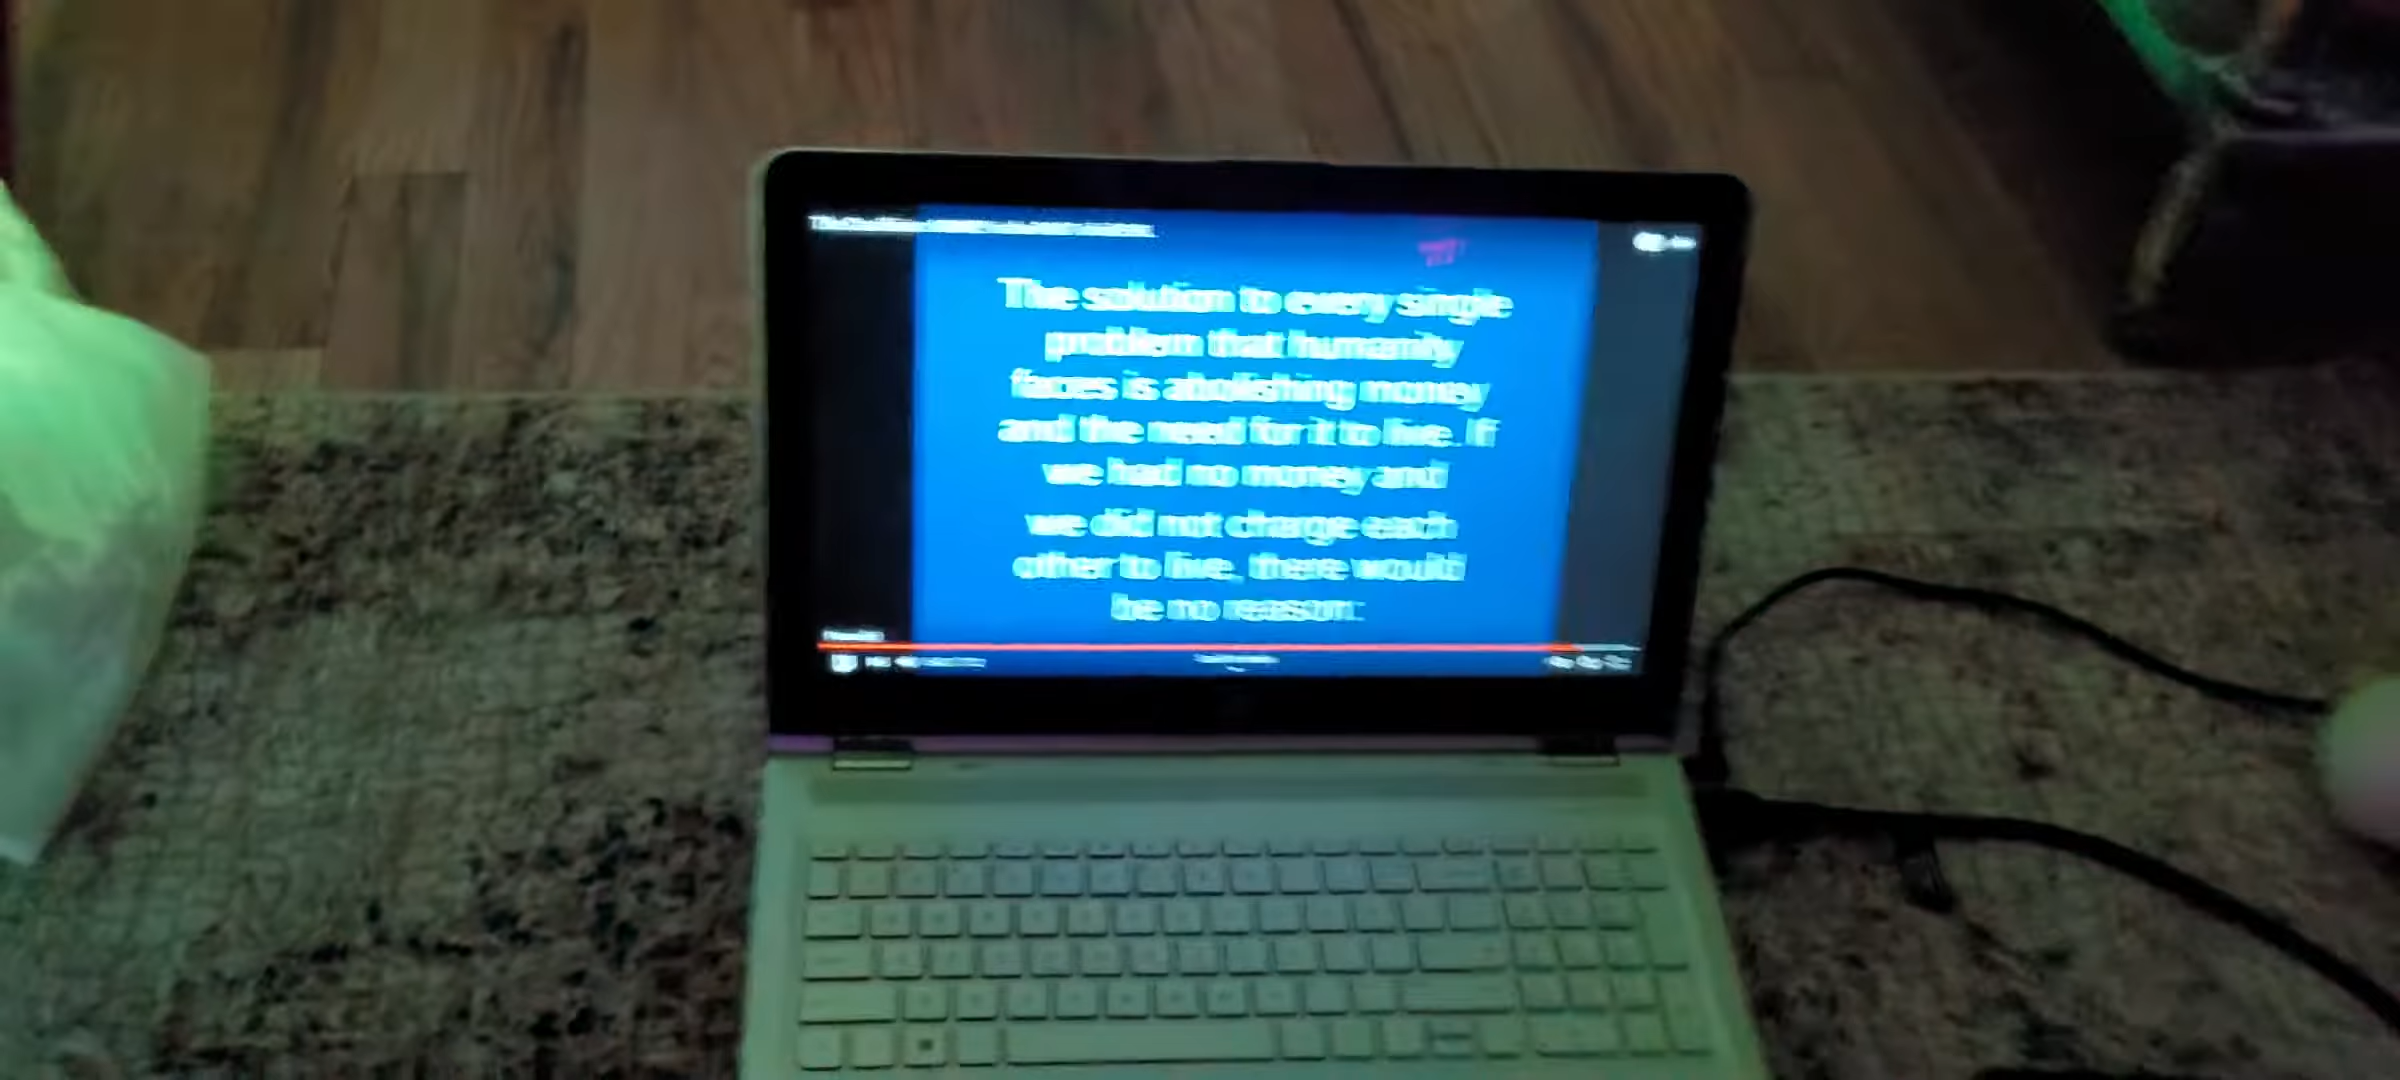 The solution to every single
problem that humanity
faces is abolishing money
and the need for it to live. If
we had no money and
we did not charge each
other to live, there would
be no reason: